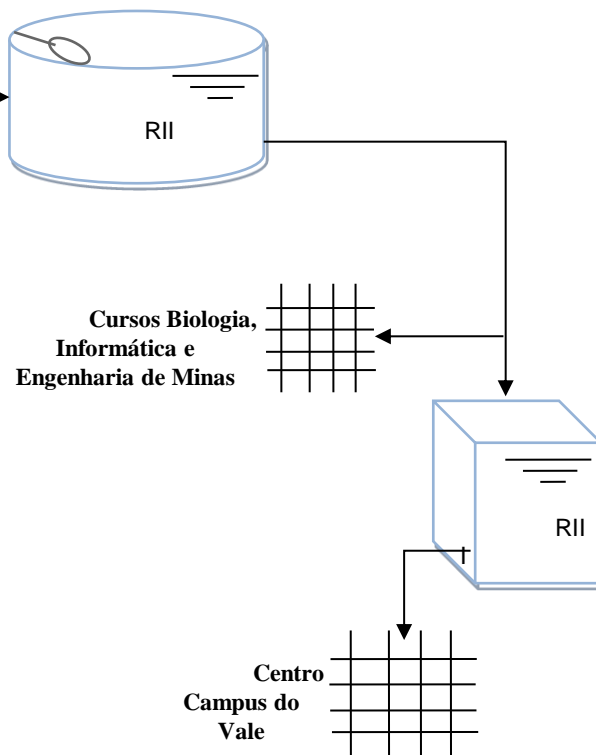 RII
Cursos Biologia,
Informática e
Engenharia de Minas
RII
Centro
Campus do
Vale